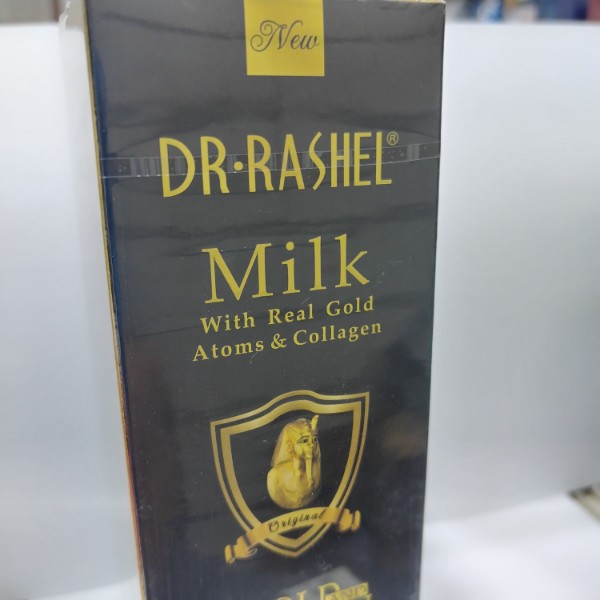 New
DR·RASHEL®
Milk
With Real Gold
Atoms & Collagen
Original